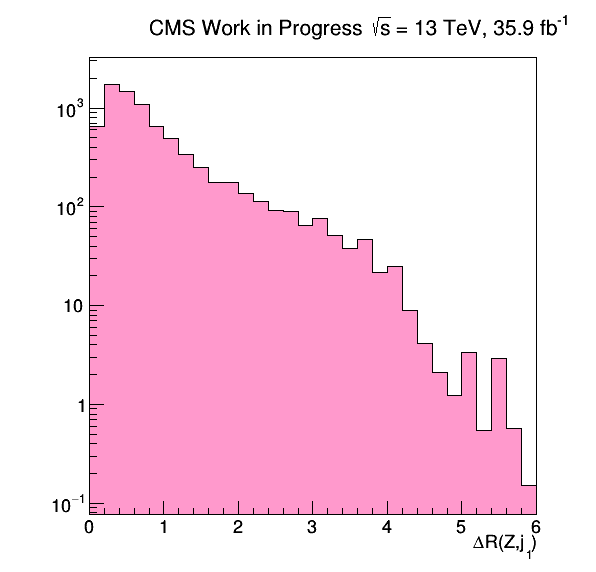 CMS Work in Progress √s = 13 TeV, 35.9 fb⁻¹
10³
10²
10
1
10⁻¹
0 1 2 3 4 5 6
ΔR(Z,j₁)